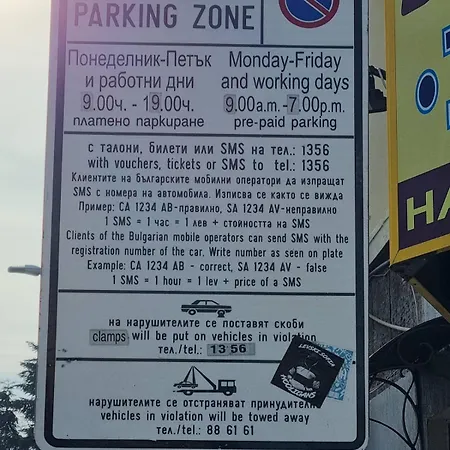 PARKING ZONE
Понеделник-Петък
и работни дни
9.00ч. - 19.00ч.
платено паркиране
Monday-Friday
and working days
9,00a.m.-7,00p.m.
pre-paid parking
с талони, билети или SMS на тел.: 1356
with vouchers, tickets or SMS to tel.: 1356
Клиентите на българските мобилни оператори да изпращат
SMS с номера на автомобила. Изписва се както се вижда
Пример: СА 1234 АВ-правилно, SA 1234 AV-неправилно
1 SMS = 1 час = 1 лев + стойността на SMS
Clients of the Bulgarian mobile operators can send SMS with the
registration number of the car. Write number as seen on plate
Example: CA 1234 AB - correct, SA 1234 AV - false
1 SMS = 1 hour = 1 lev + price of a SMS
на нарушителите се поставят скоби
clamps will be put on vehicles in violation
тел./tel.: 1356
нарушителите се отстраняват принудително
vehicles in violation will be towed away
тел./tel.: 88 61 61
НА